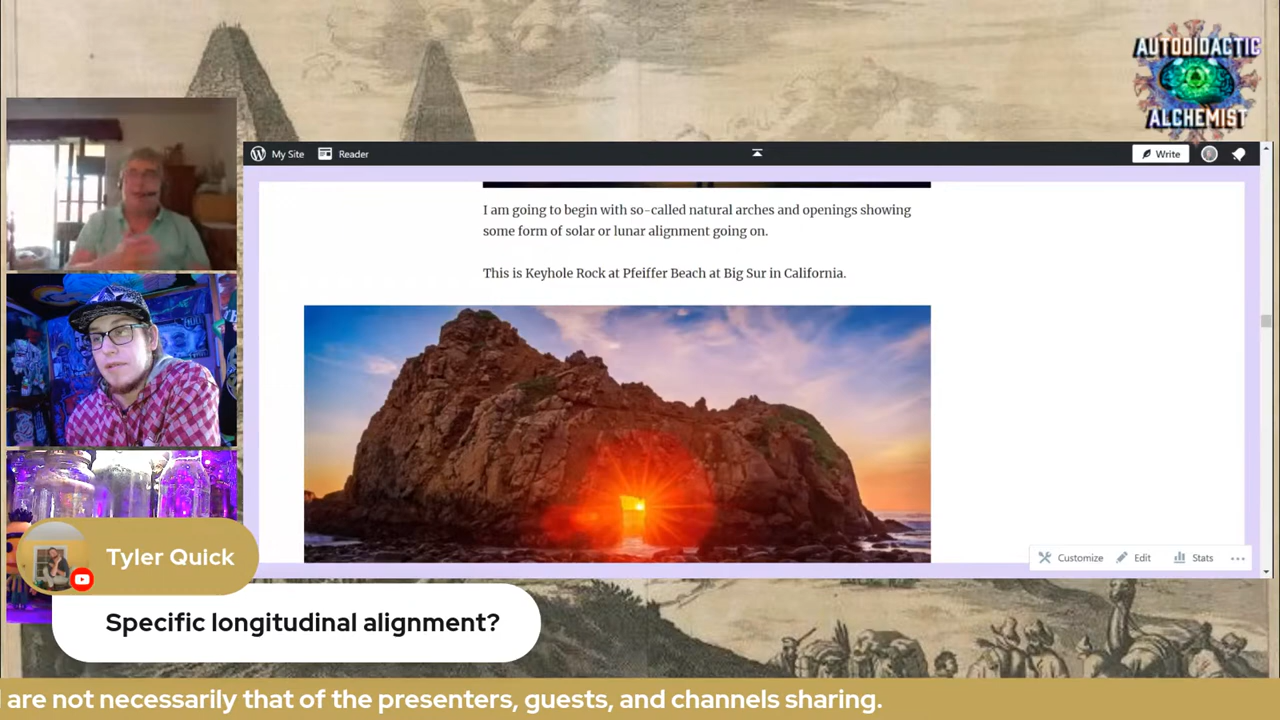 AUTODIDACTIC
ALCHEMIST
My Site
Reader
Write
I am going to begin with so-called natural arches and openings showing
some form of solar or lunar alignment going on.
This is Keyhole Rock at Pfeiffer Beach at Big Sur in California.
Customize
Edit
Stats
Tyler Quick
Specific longitudinal alignment?
are not necessarily that of the presenters, guests, and channels sharing.